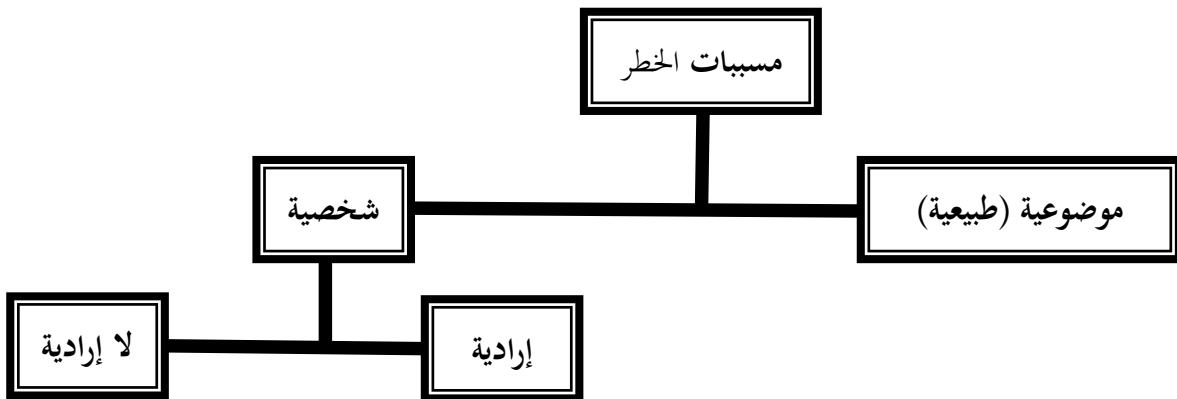 مسببات الخطر
موضوعية (طبيعية)
شخصية
إرادية
لا إرادية